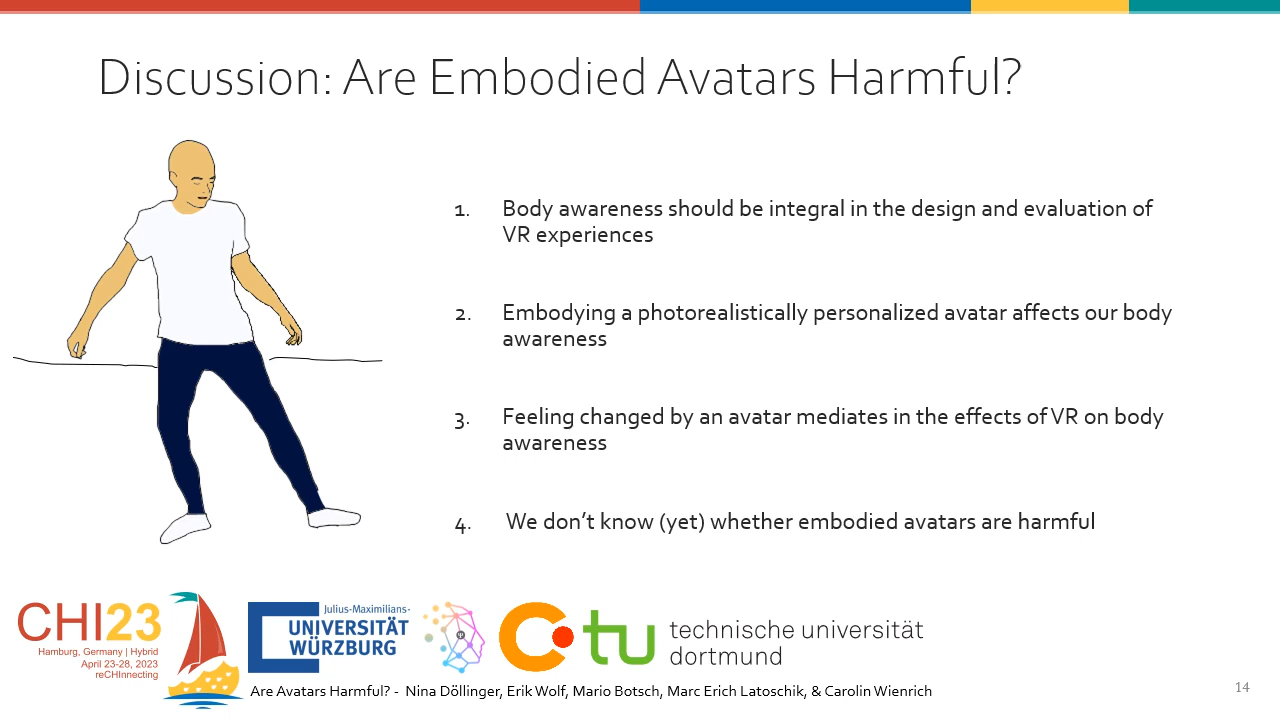 Discussion: Are Embodied Avatars Harmful?
1. Body awareness should be integral in the design and evaluation of
VR experiences
2. Embodying a photorealistically personalized avatar affects our body
awareness
3. Feeling changed by an avatar mediates in the effects of VR on body
awareness
4. We don't know (yet) whether embodied avatars are harmful
CHI23
Hamburg, Germany | Hybrid
April 23-28, 2023
reCHInnecting
Julius-Maximilians-
UNIVERSITÄT
WÜRZBURG
tu
technische universität
dortmund
Are Avatars Harmful? - Nina Döllinger, Erik Wolf, Mario Botsch, Marc Erich Latoschik, & Carolin Wienrich
14